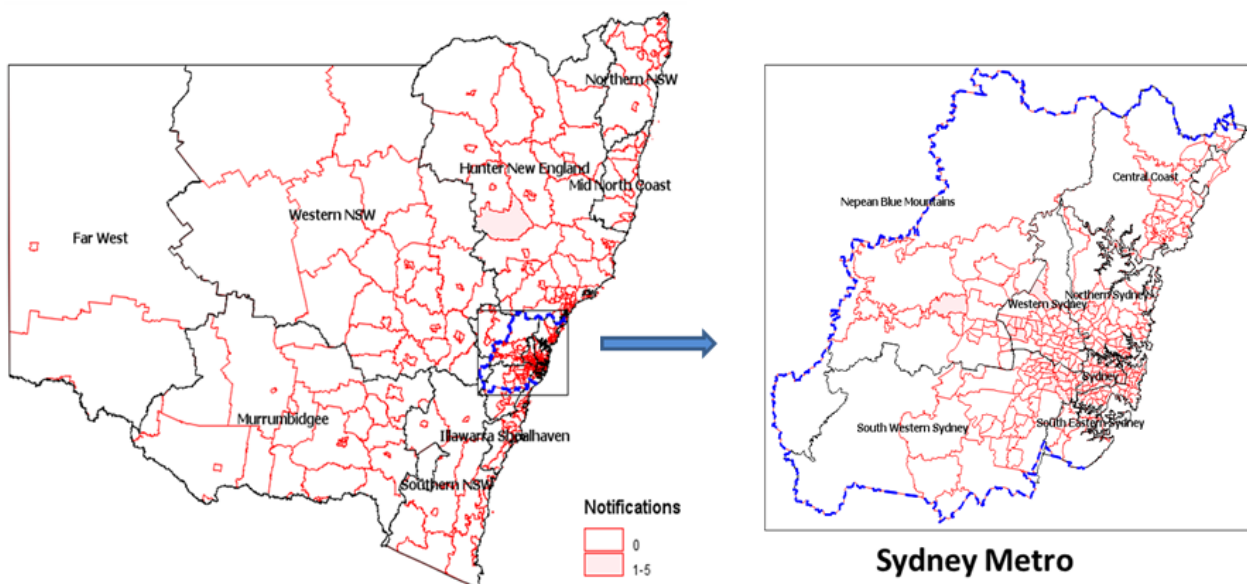 Northern NSW
Hunter New England
Mid North Coast
Western NSW
Far West
Murrumbidgee
Illawarra Shoalhaven
Southern NSW
Notifications
0
1-5
Central Coast
Nepean Blue Mountains
Northern Sydney
Western Sydney
Sydney
South Western Sydney
South Eastern Sydney
Sydney Metro